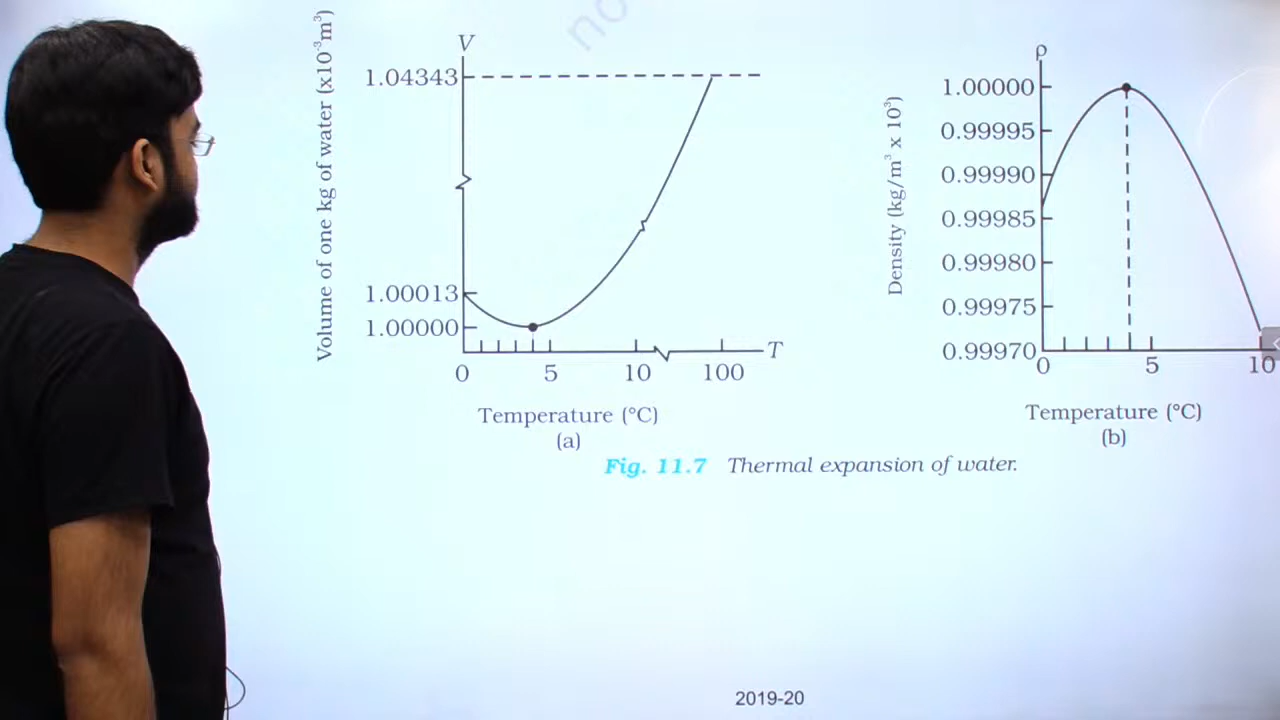 no
Volume of one kg of water (x10⁻³m³)
V
1.04343
1.00013
1.00000
T
0 5 10 100
Temperature (°C)
(a)
ρ
Density (kg/m³ x 10³)
1.00000
0.99995
0.99990
0.99985
0.99980
0.99975
0.99970
0 5 10
Temperature (°C)
(b)
Fig. 11.7 Thermal expansion of water.
2019-20